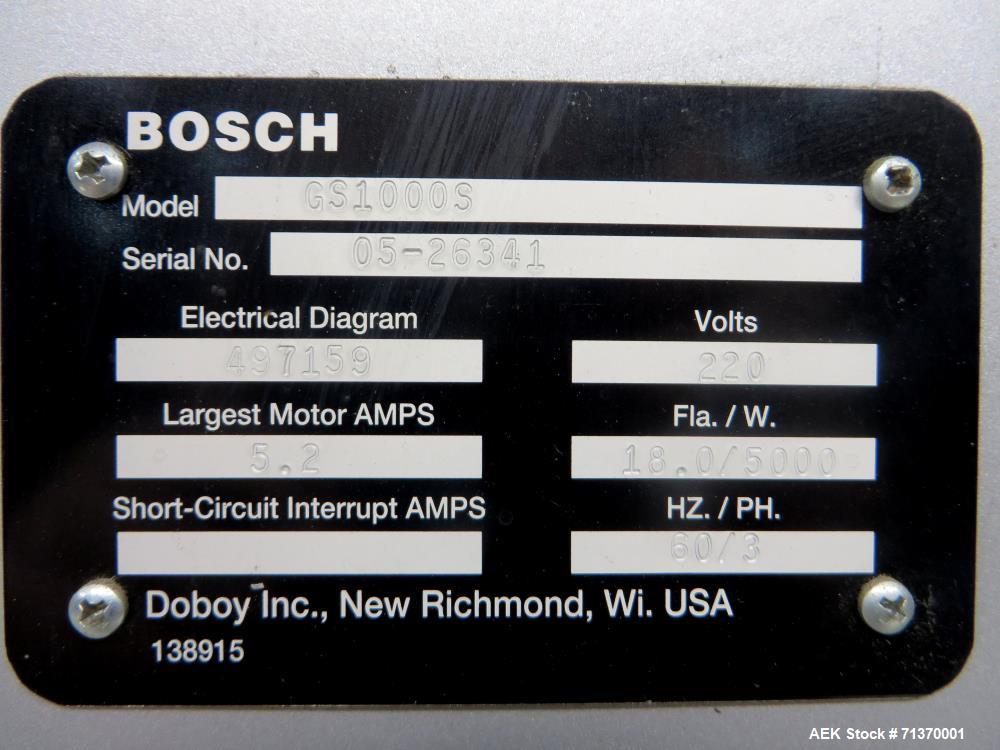 BOSCH
Model GS1000S
Serial No. 05-26341
Electrical Diagram Volts
497159 220
Largest Motor AMPS Fla. / W.
5.2 18.0/5000
Short-Circuit Interrupt AMPS HZ. / PH.
60/3
Doboy Inc., New Richmond, Wi. USA
138915
AEK Stock # 71370001